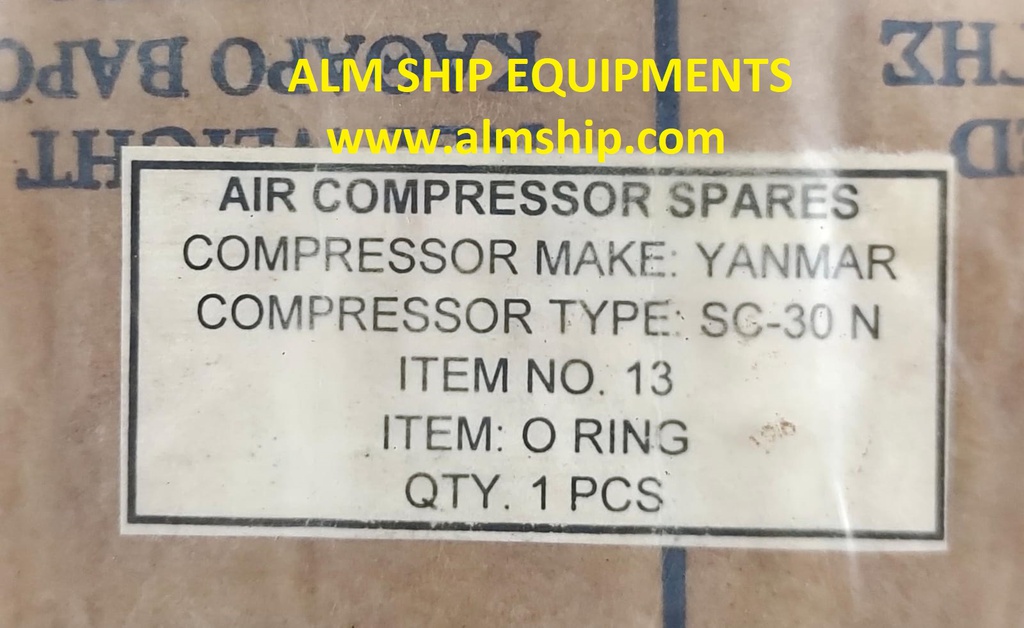 ALM SHIP EQUIPMENTS
www.almship.com
AIR COMPRESSOR SPARES
COMPRESSOR MAKE: YANMAR
COMPRESSOR TYPE: SC-30 N
ITEM NO. 13
ITEM: O RING
QTY. 1 PCS